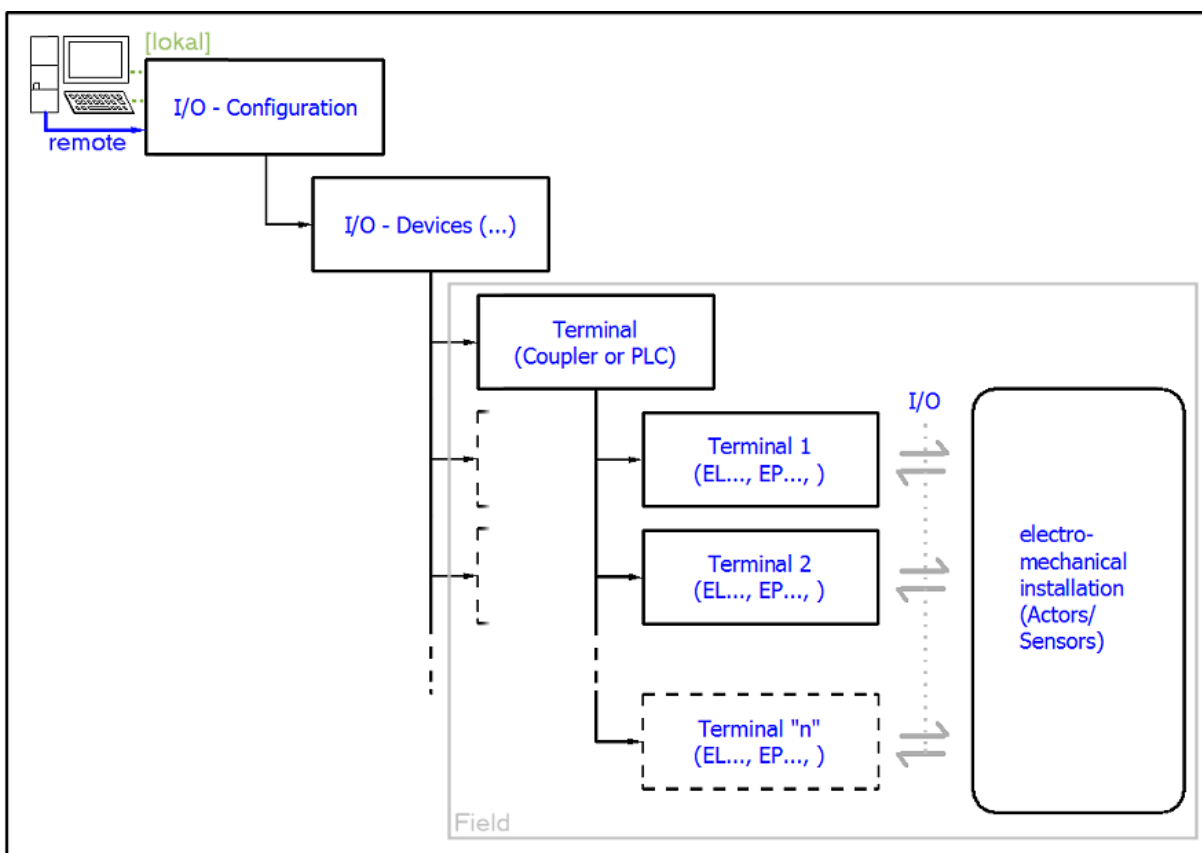 [lokal]
I/O - Configuration
remote
I/O - Devices (...)
Terminal
(Coupler or PLC)
I/O
Terminal 1
(EL..., EP..., )
Terminal 2
(EL..., EP..., )
electro-
mechanical
installation
(Actors/
Sensors)
Terminal "n"
(EL..., EP..., )
Field